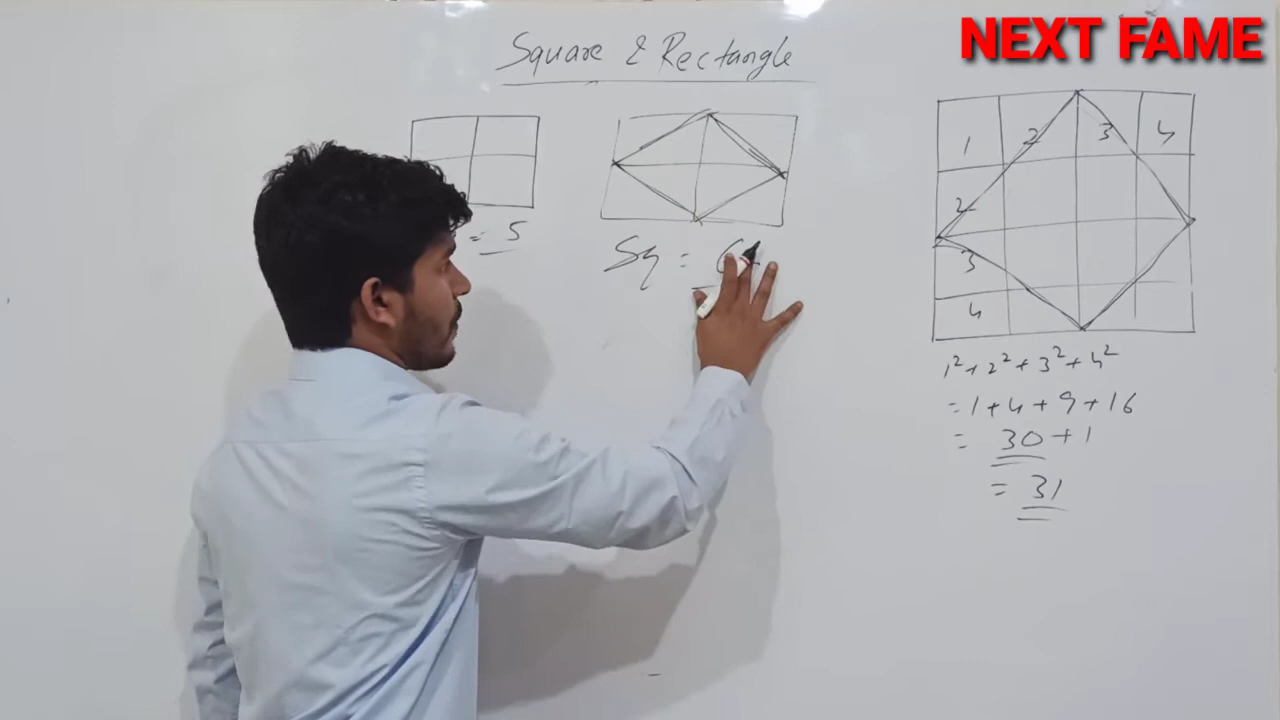 NEXT FAME
Square & Rectangle
= 5
Sq =
1 2 3 4
2
3
4
1² + 2² + 3² + 4²
= 1 + 4 + 9 + 16
= 30 + 1
= 31